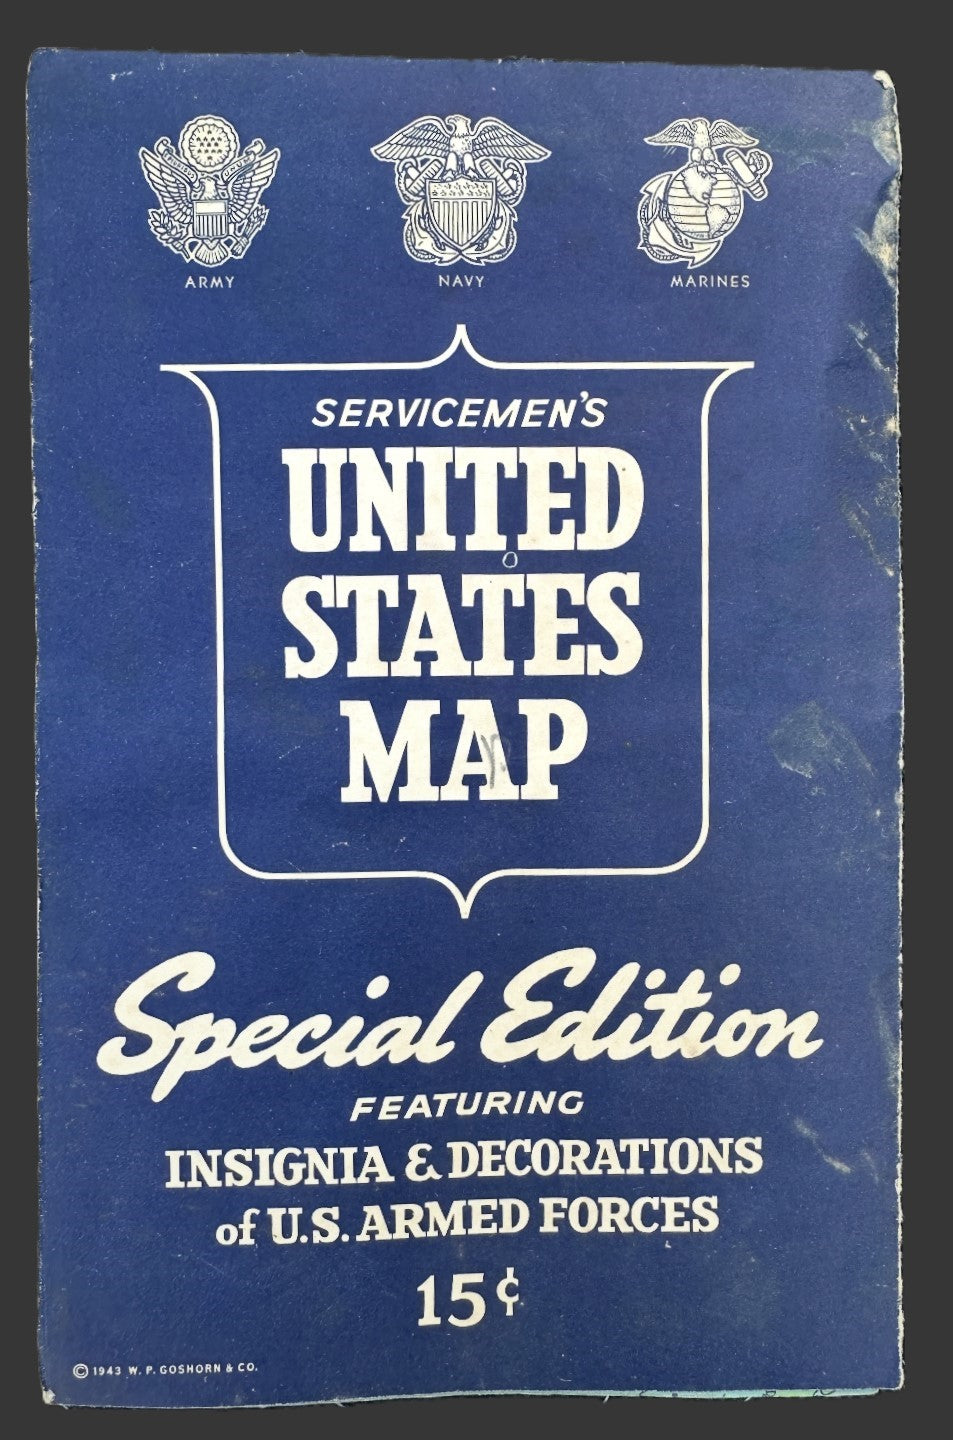 ARMY
NAVY
MARINES
SERVICEMEN'S
UNITED
STATES
MAP
Special Edition
FEATURING
INSIGNIA & DECORATIONS
of U.S. ARMED FORCES
15¢
© 1943 W. P. GOSHORN & CO.